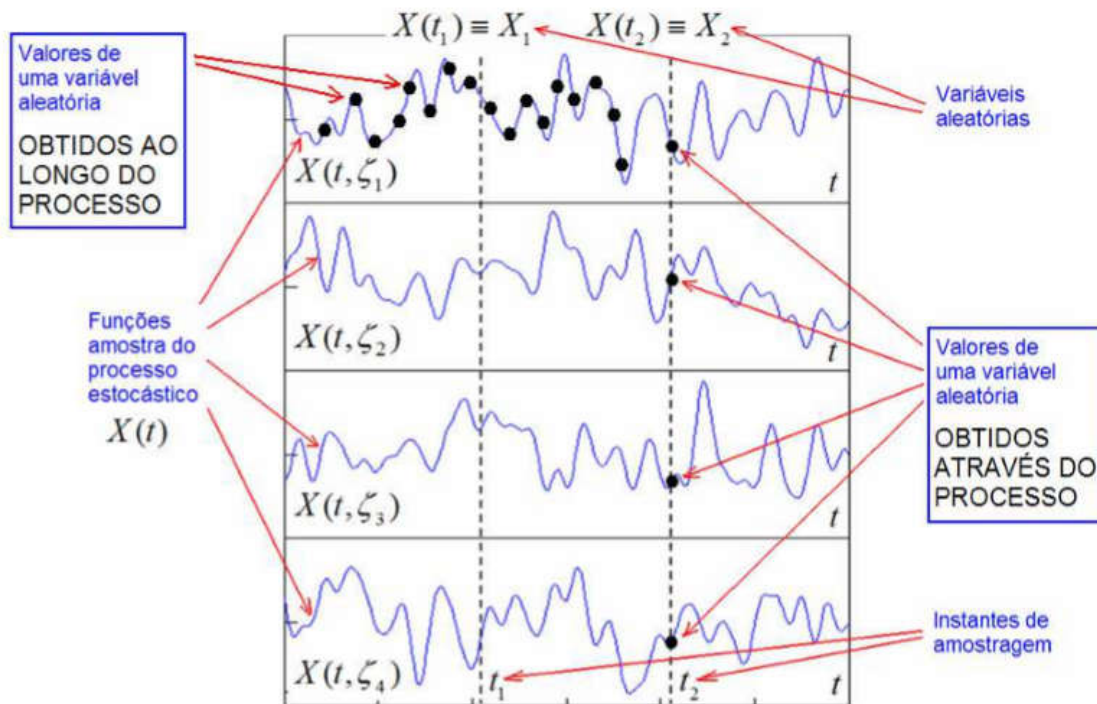 X(t₁) ≡ X₁
X(t₂) ≡ X₂
Valores de
uma variável
aleatória
OBTIDOS AO
LONGO DO
PROCESSO
Variáveis
aleatórias
X(t,ζ₁)
t
X(t,ζ₂)
t
Funções
amostra do
processo
estocástico
X(t)
Valores de
uma variável
aleatória
OBTIDOS
ATRAVÉS DO
PROCESSO
X(t,ζ₃)
t
Instantes de
amostragem
X(t,ζ₄)
t₁
t₂
t